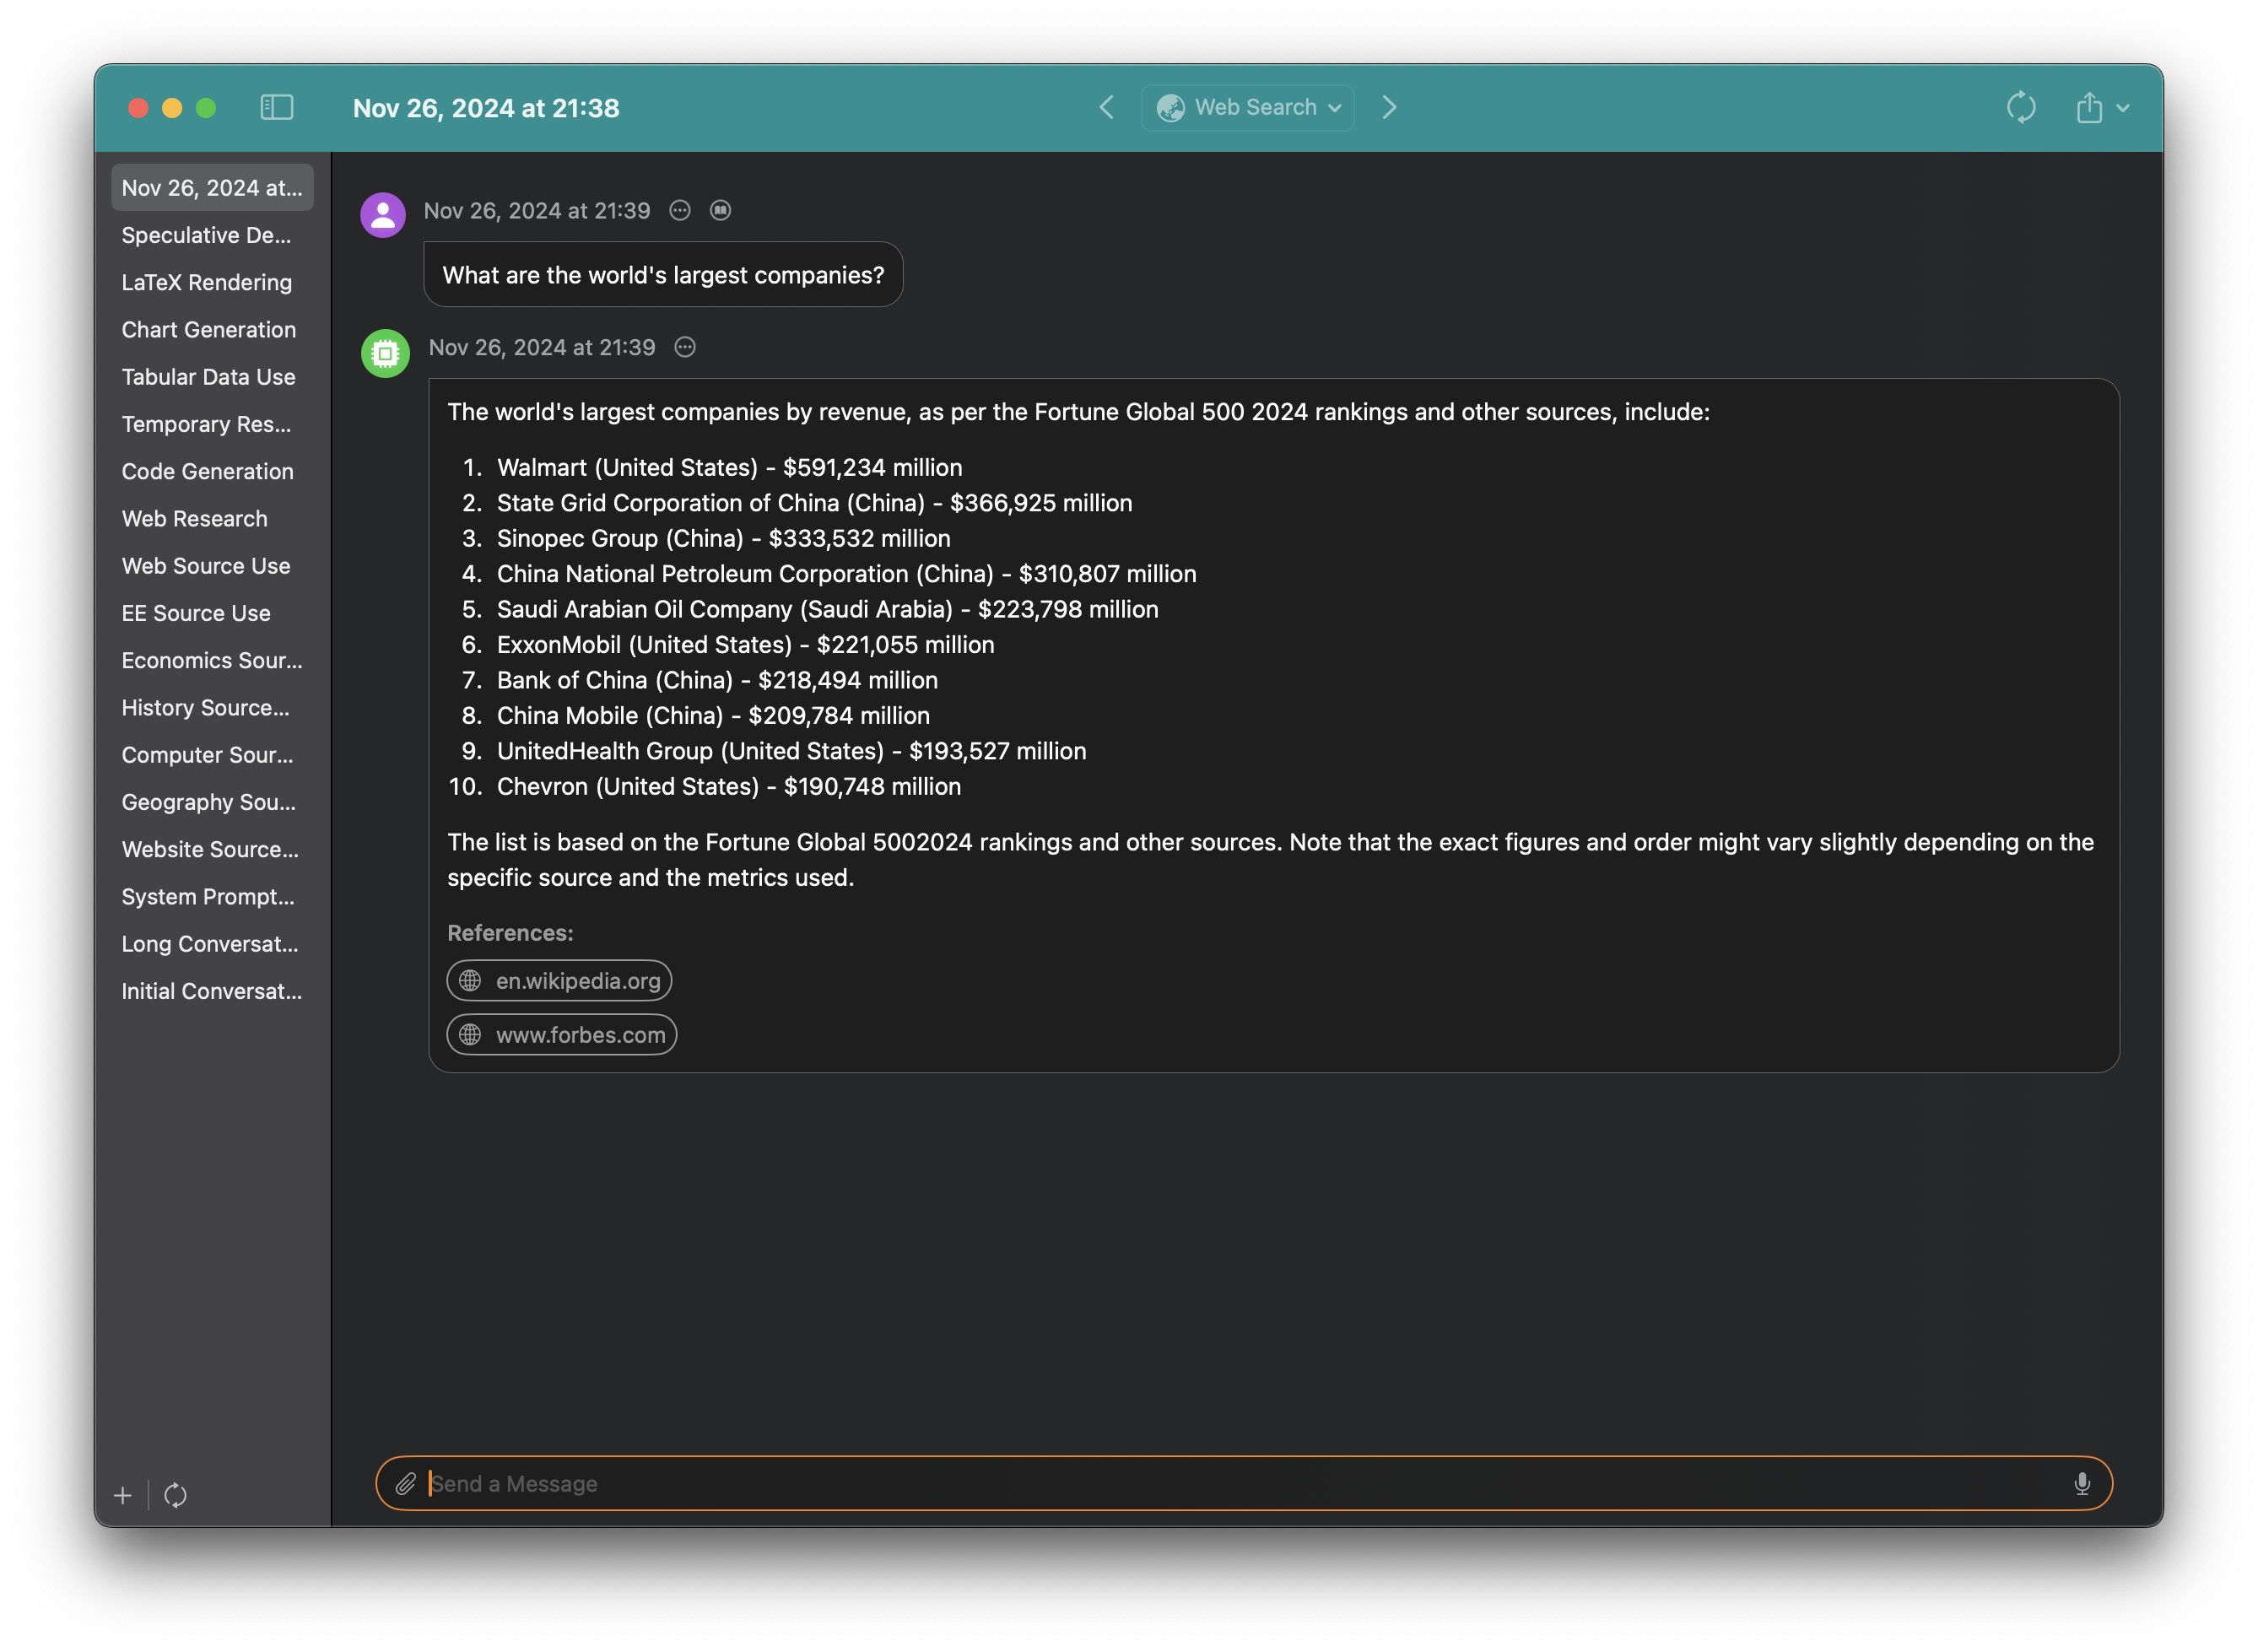 Nov 26, 2024 at 21:38
Web Search
Nov 26, 2024 at...
Speculative De...
LaTeX Rendering
Chart Generation
Tabular Data Use
Temporary Res...
Code Generation
Web Research
Web Source Use
EE Source Use
Economics Sour...
History Source...
Computer Sour...
Geography Sou...
Website Source...
System Prompt...
Long Conversat...
Initial Conversat...
Nov 26, 2024 at 21:39
What are the world's largest companies?
Nov 26, 2024 at 21:39
The world's largest companies by revenue, as per the Fortune Global 500 2024 rankings and other sources, include:
1. Walmart (United States) - $591,234 million
2. State Grid Corporation of China (China) - $366,925 million
3. Sinopec Group (China) - $333,532 million
4. China National Petroleum Corporation (China) - $310,807 million
5. Saudi Arabian Oil Company (Saudi Arabia) - $223,798 million
6. ExxonMobil (United States) - $221,055 million
7. Bank of China (China) - $218,494 million
8. China Mobile (China) - $209,784 million
9. UnitedHealth Group (United States) - $193,527 million
10. Chevron (United States) - $190,748 million
The list is based on the Fortune Global 5002024 rankings and other sources. Note that the exact figures and order might vary slightly depending on the
specific source and the metrics used.
References:
en.wikipedia.org
www.forbes.com
Send a Message